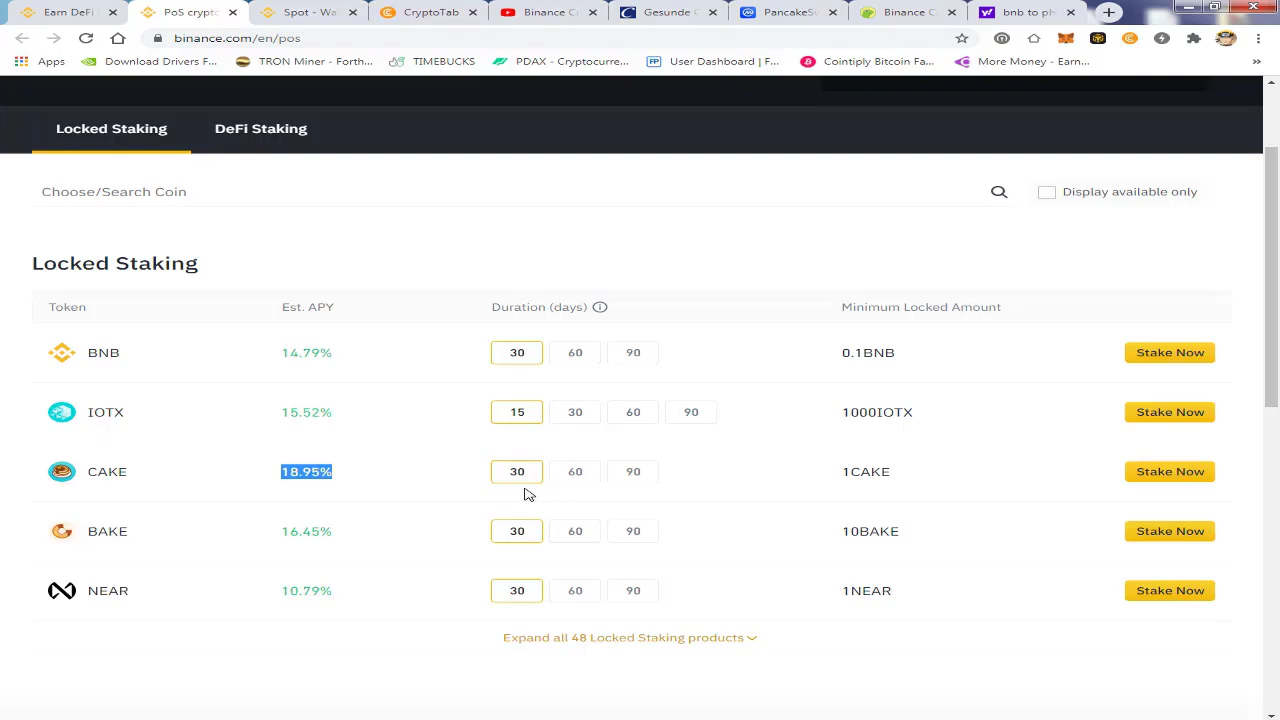 Earn DeFi
PoS crypto
Spot - Wa
CryptoTab
Binanc
Gesunde
PancakeSw
Binance C
bnb to ph
binance.com/en/pos
Apps
Download Drivers F...
TRON Miner - Forth...
TIMEBUCKS
PDAX - Cryptocurre...
User Dashboard | F...
Cointiply Bitcoin Fa...
More Money - Earn...
Locked Staking
DeFi Staking
Choose/Search Coin
Display available only
Locked Staking
Token Est. APY Duration (days) Minimum Locked Amount
BNB 14.79% 30 60 90 0.1BNB Stake Now
IOTX 15.52% 15 30 60 90 1000IOTX Stake Now
CAKE 18.95% 30 60 90 1CAKE Stake Now
BAKE 16.45% 30 60 90 10BAKE Stake Now
NEAR 10.79% 30 60 90 1NEAR Stake Now
Expand all 48 Locked Staking products